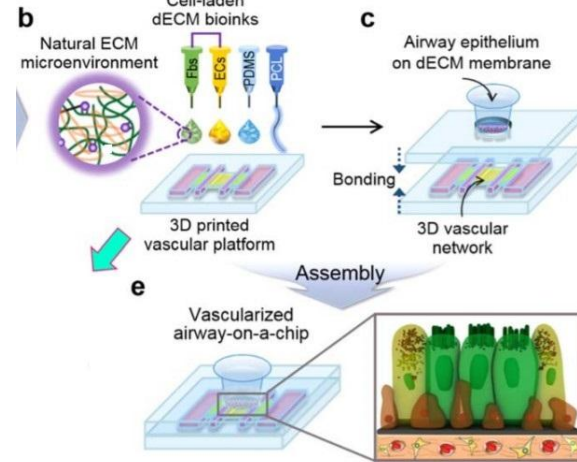 b
Cell-laden
dECM bioinks
Natural ECM
microenvironment
Fbs
ECs
PDMS
PCL
3D printed
vascular platform
c
Airway epithelium
on dECM membrane
Bonding
3D vascular
network
Assembly
e
Vascularized
airway-on-a-chip